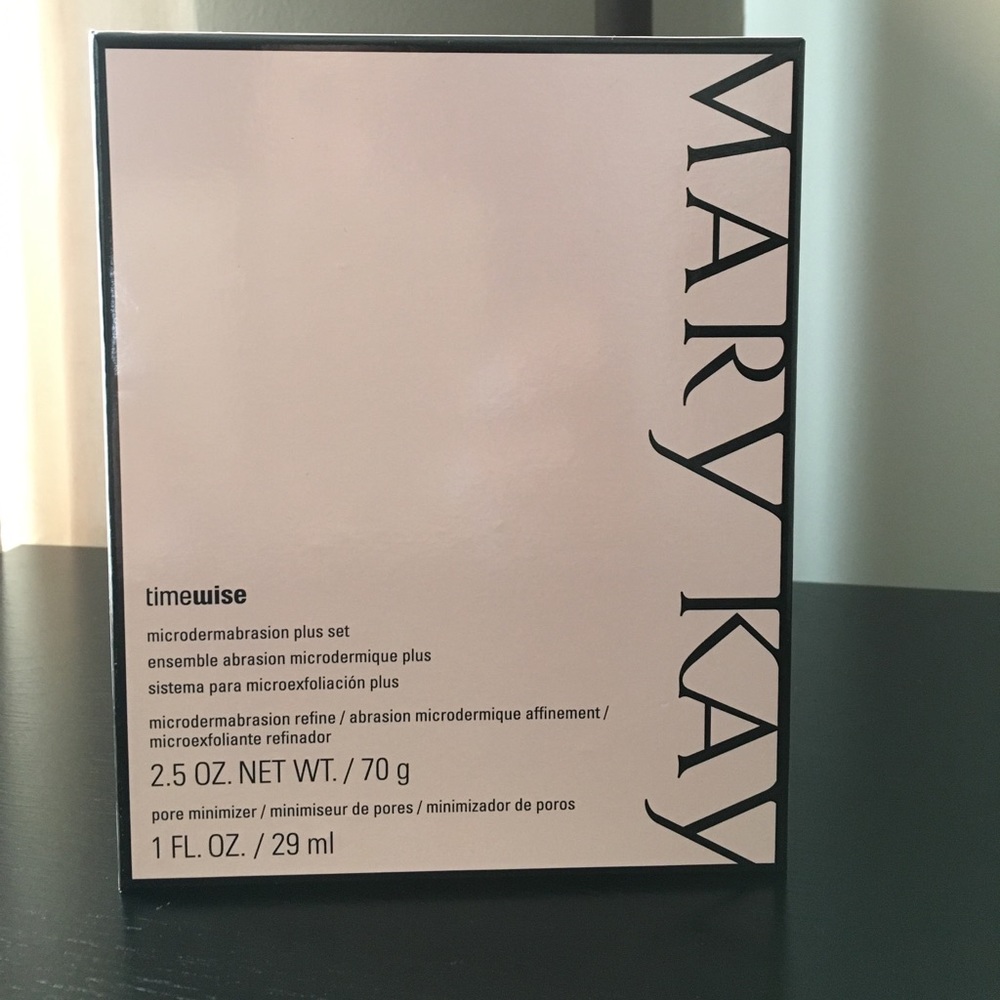 MARY KAY
timewise
microdermabrasion plus set
ensemble abrasion microdermique plus
sistema para microexfoliación plus
microdermabrasion refine / abrasion microdermique affinement /
microexfoliante refinador
2.5 OZ. NET WT. / 70 g
pore minimizer / minimiseur de pores / minimizador de poros
1 FL. OZ. / 29 ml